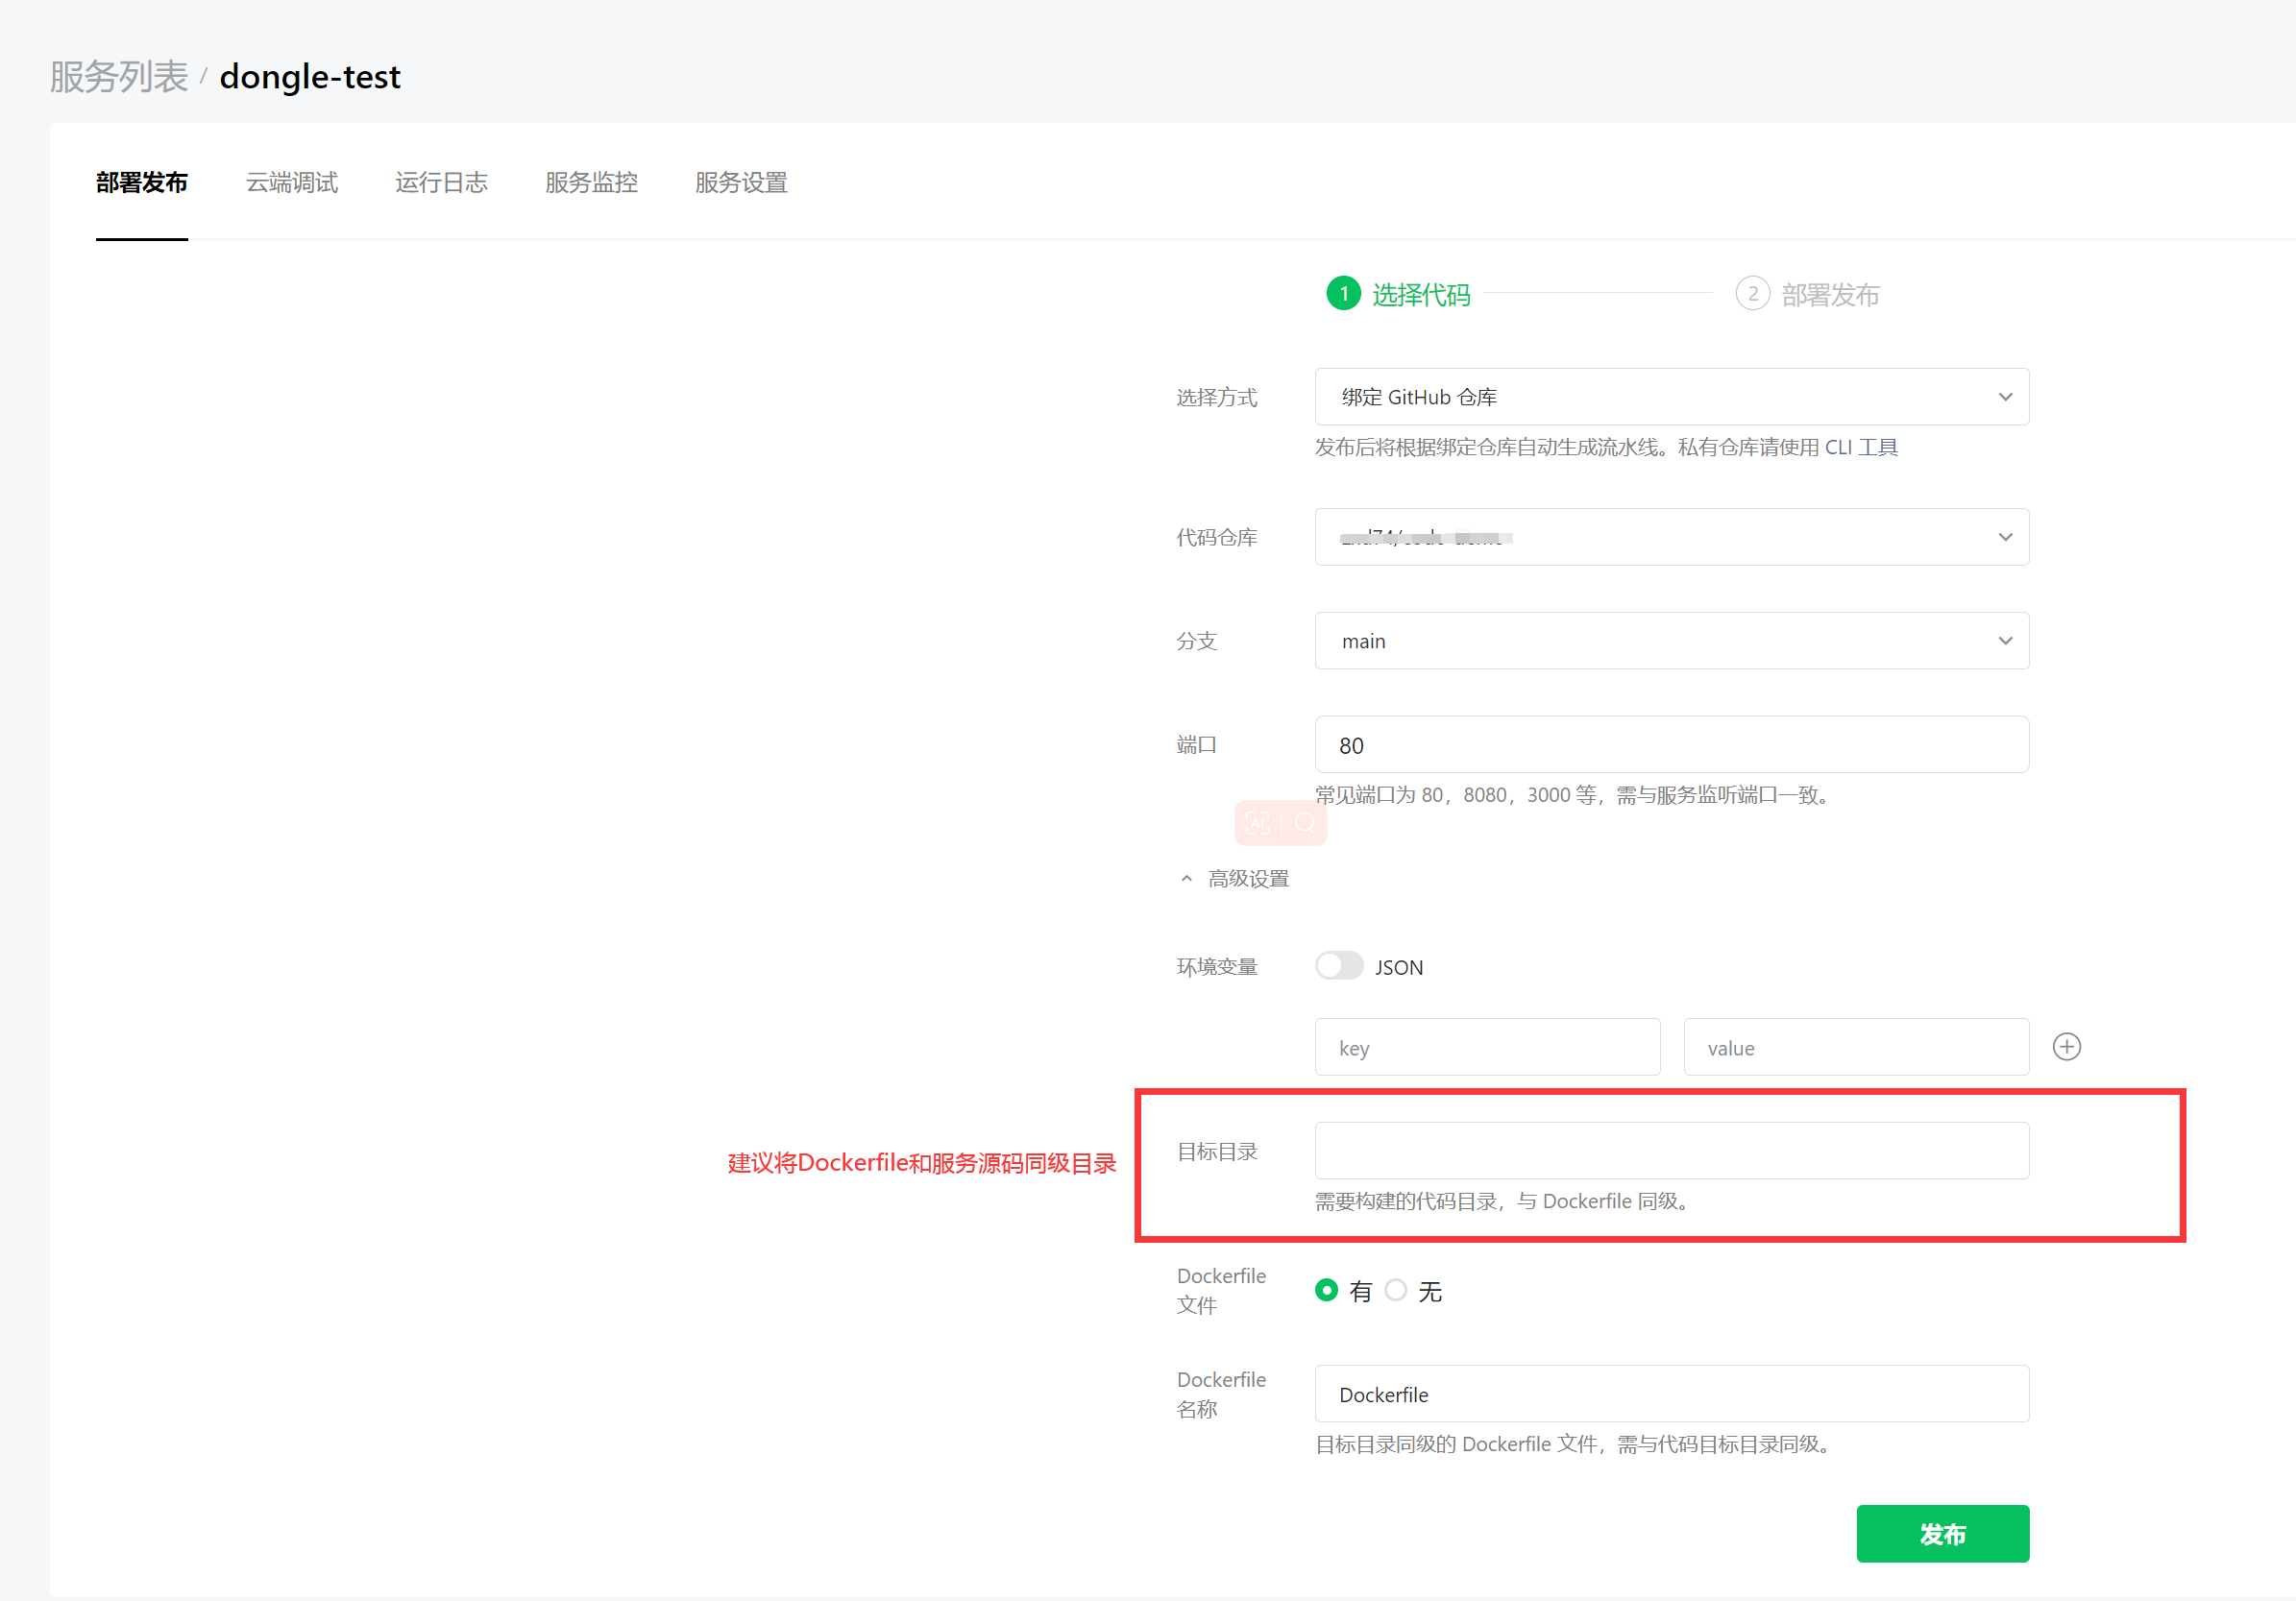 服务列表 / dongle-test
部署发布 云端调试 运行日志 服务监控 服务设置
1 选择代码 2 部署发布
选择方式 绑定 GitHub 仓库
发布后将根据绑定仓库自动生成流水线。私有仓库请使用 CLI 工具
代码仓库
分支 main
端口 80
常见端口为 80，8080，3000 等，需与服务监听端口一致。
AI
高级设置
环境变量 JSON
key value
建议将Dockerfile和服务源码同级目录
目标目录
需要构建的代码目录，与 Dockerfile 同级。
Dockerfile
文件
有 无
Dockerfile
名称
Dockerfile
目标目录同级的 Dockerfile 文件，需与代码目标目录同级。
发布